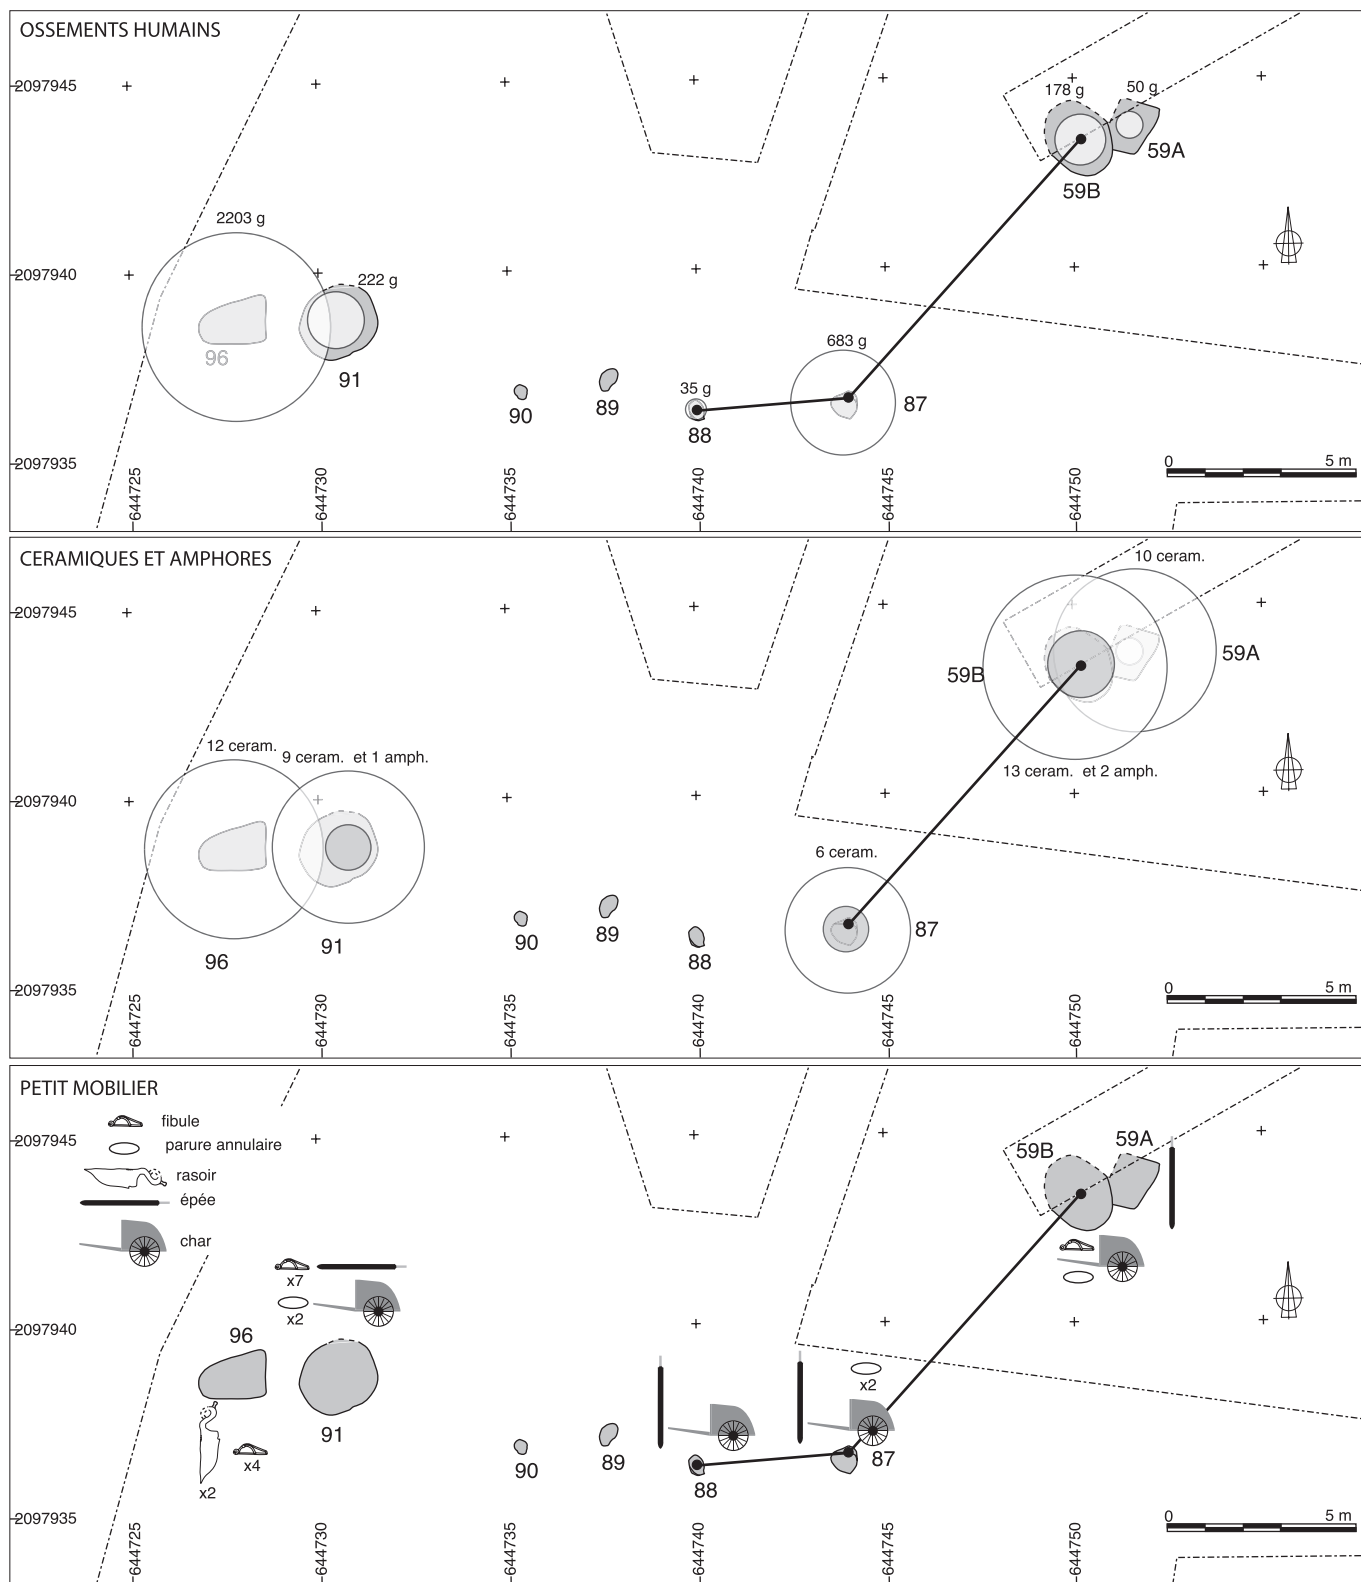 OSSEMENTS HUMAINS
2097945
178 g
50 g
59A
59B
2203 g
2097940
222 g
96
91
683 g
35 g
90
89
88
87
2097935
644725
644730
644735
644740
644745
644750
0
5 m
CERAMIQUES ET AMPHORES
10 ceram.
2097945
59B
59A
12 ceram.
9 ceram. et 1 amph.
13 ceram. et 2 amph.
2097940
6 ceram.
96
91
90
89
88
87
2097935
644725
644730
644735
644740
644745
644750
0
5 m
PETIT MOBILIER
fibule
2097945
parure annulaire
rasoir
épée
char
59B
59A
x7
x2
2097940
96
x2
91
x4
x2
90
89
88
87
2097935
644725
644730
644735
644740
644745
644750
0
5 m